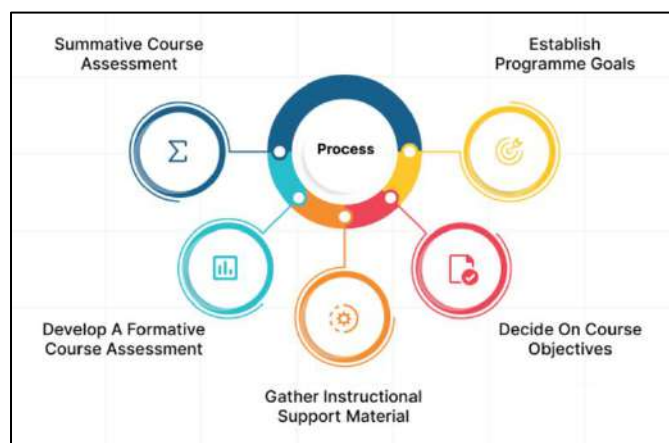 Summative Course
Assessment
Establish
Programme Goals
Process
Develop A Formative
Course Assessment
Decide On Course
Objectives
Gather Instructional
Support Material